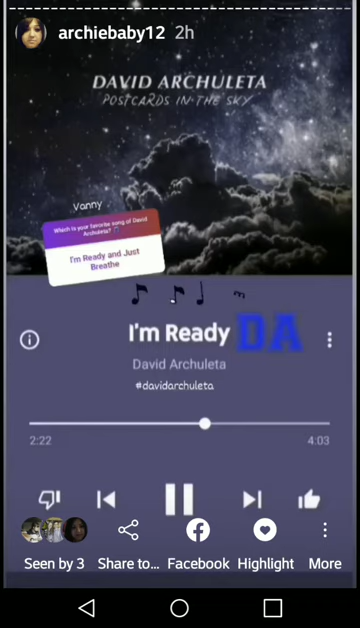 archiebaby12 2h
DAVID ARCHULETA
POSTCARDS IN THE SKY
Vanny
Which is your favorite song of David
Archuleta? 🎵
I'm Ready and Just
Breathe
I'm Ready DA
David Archuleta
#davidarchuleta
2:22 4:03
Seen by 3 Share to... Facebook Highlight More